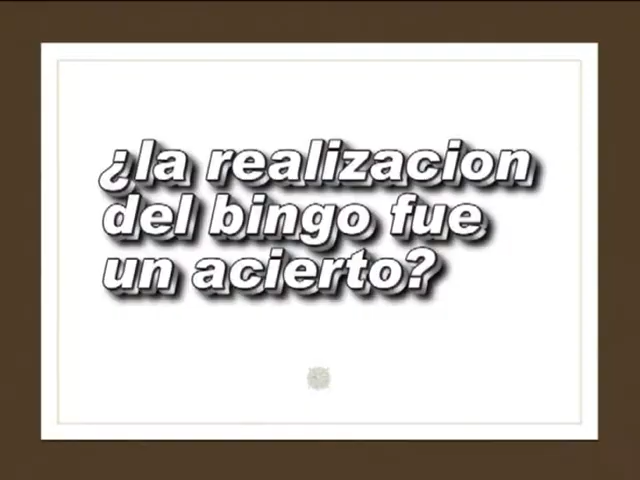 ¿la realizacion
del bingo fue
un acierto?